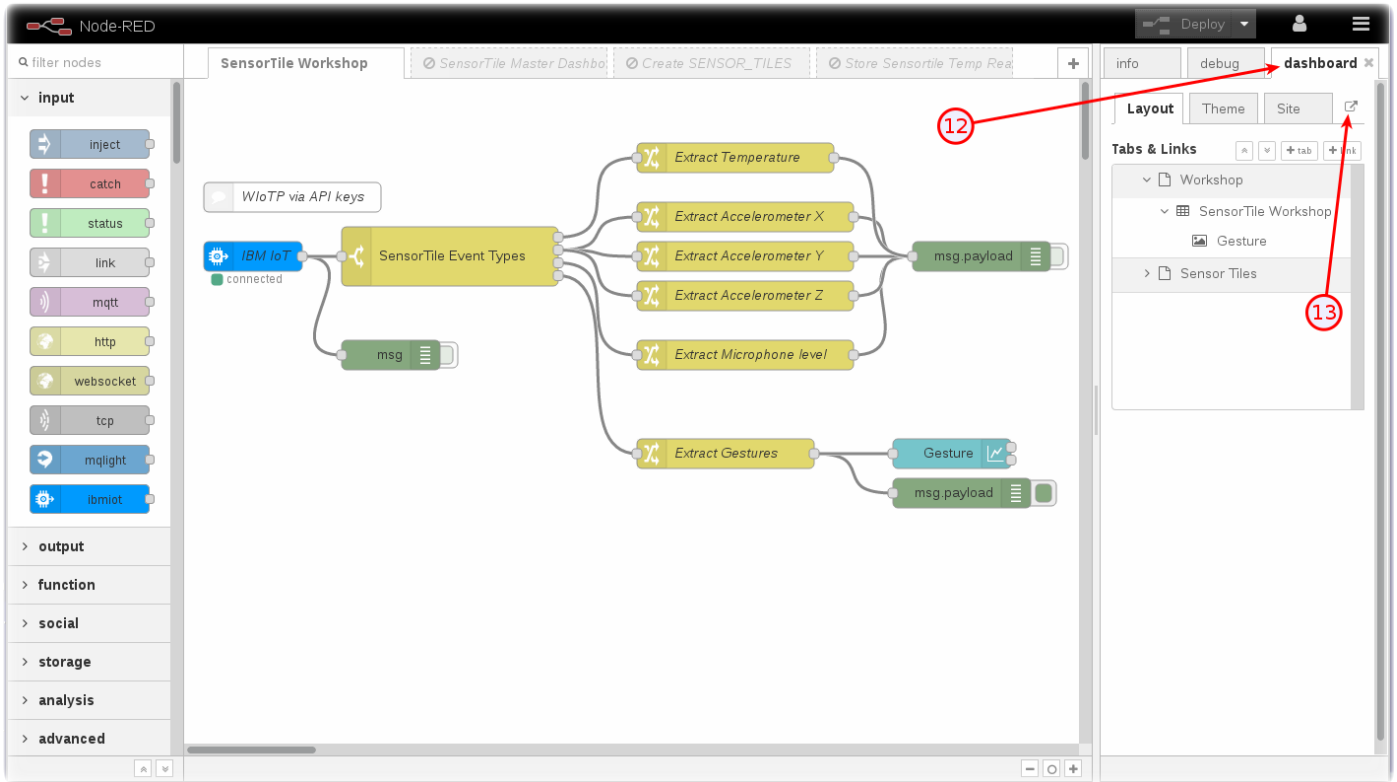 Node-RED
Deploy
filter nodes
SensorTile Workshop
SensorTile Master Dashbo
Create SENSOR_TILES
Store Sensortile Temp Rea
+
info
debug
dashboard
input
inject
catch
status
link
mqtt
http
websocket
tcp
mqlight
ibmiot
output
function
social
storage
analysis
advanced
WIoTP via API keys
IBM IoT
connected
SensorTile Event Types
msg
Extract Temperature
Extract Accelerometer X
Extract Accelerometer Y
Extract Accelerometer Z
Extract Microphone level
Extract Gestures
msg.payload
Gesture
msg.payload
12
Layout
Theme
Site
Tabs & Links
+ tab
+ link
Workshop
SensorTile Workshop
Gesture
Sensor Tiles
13